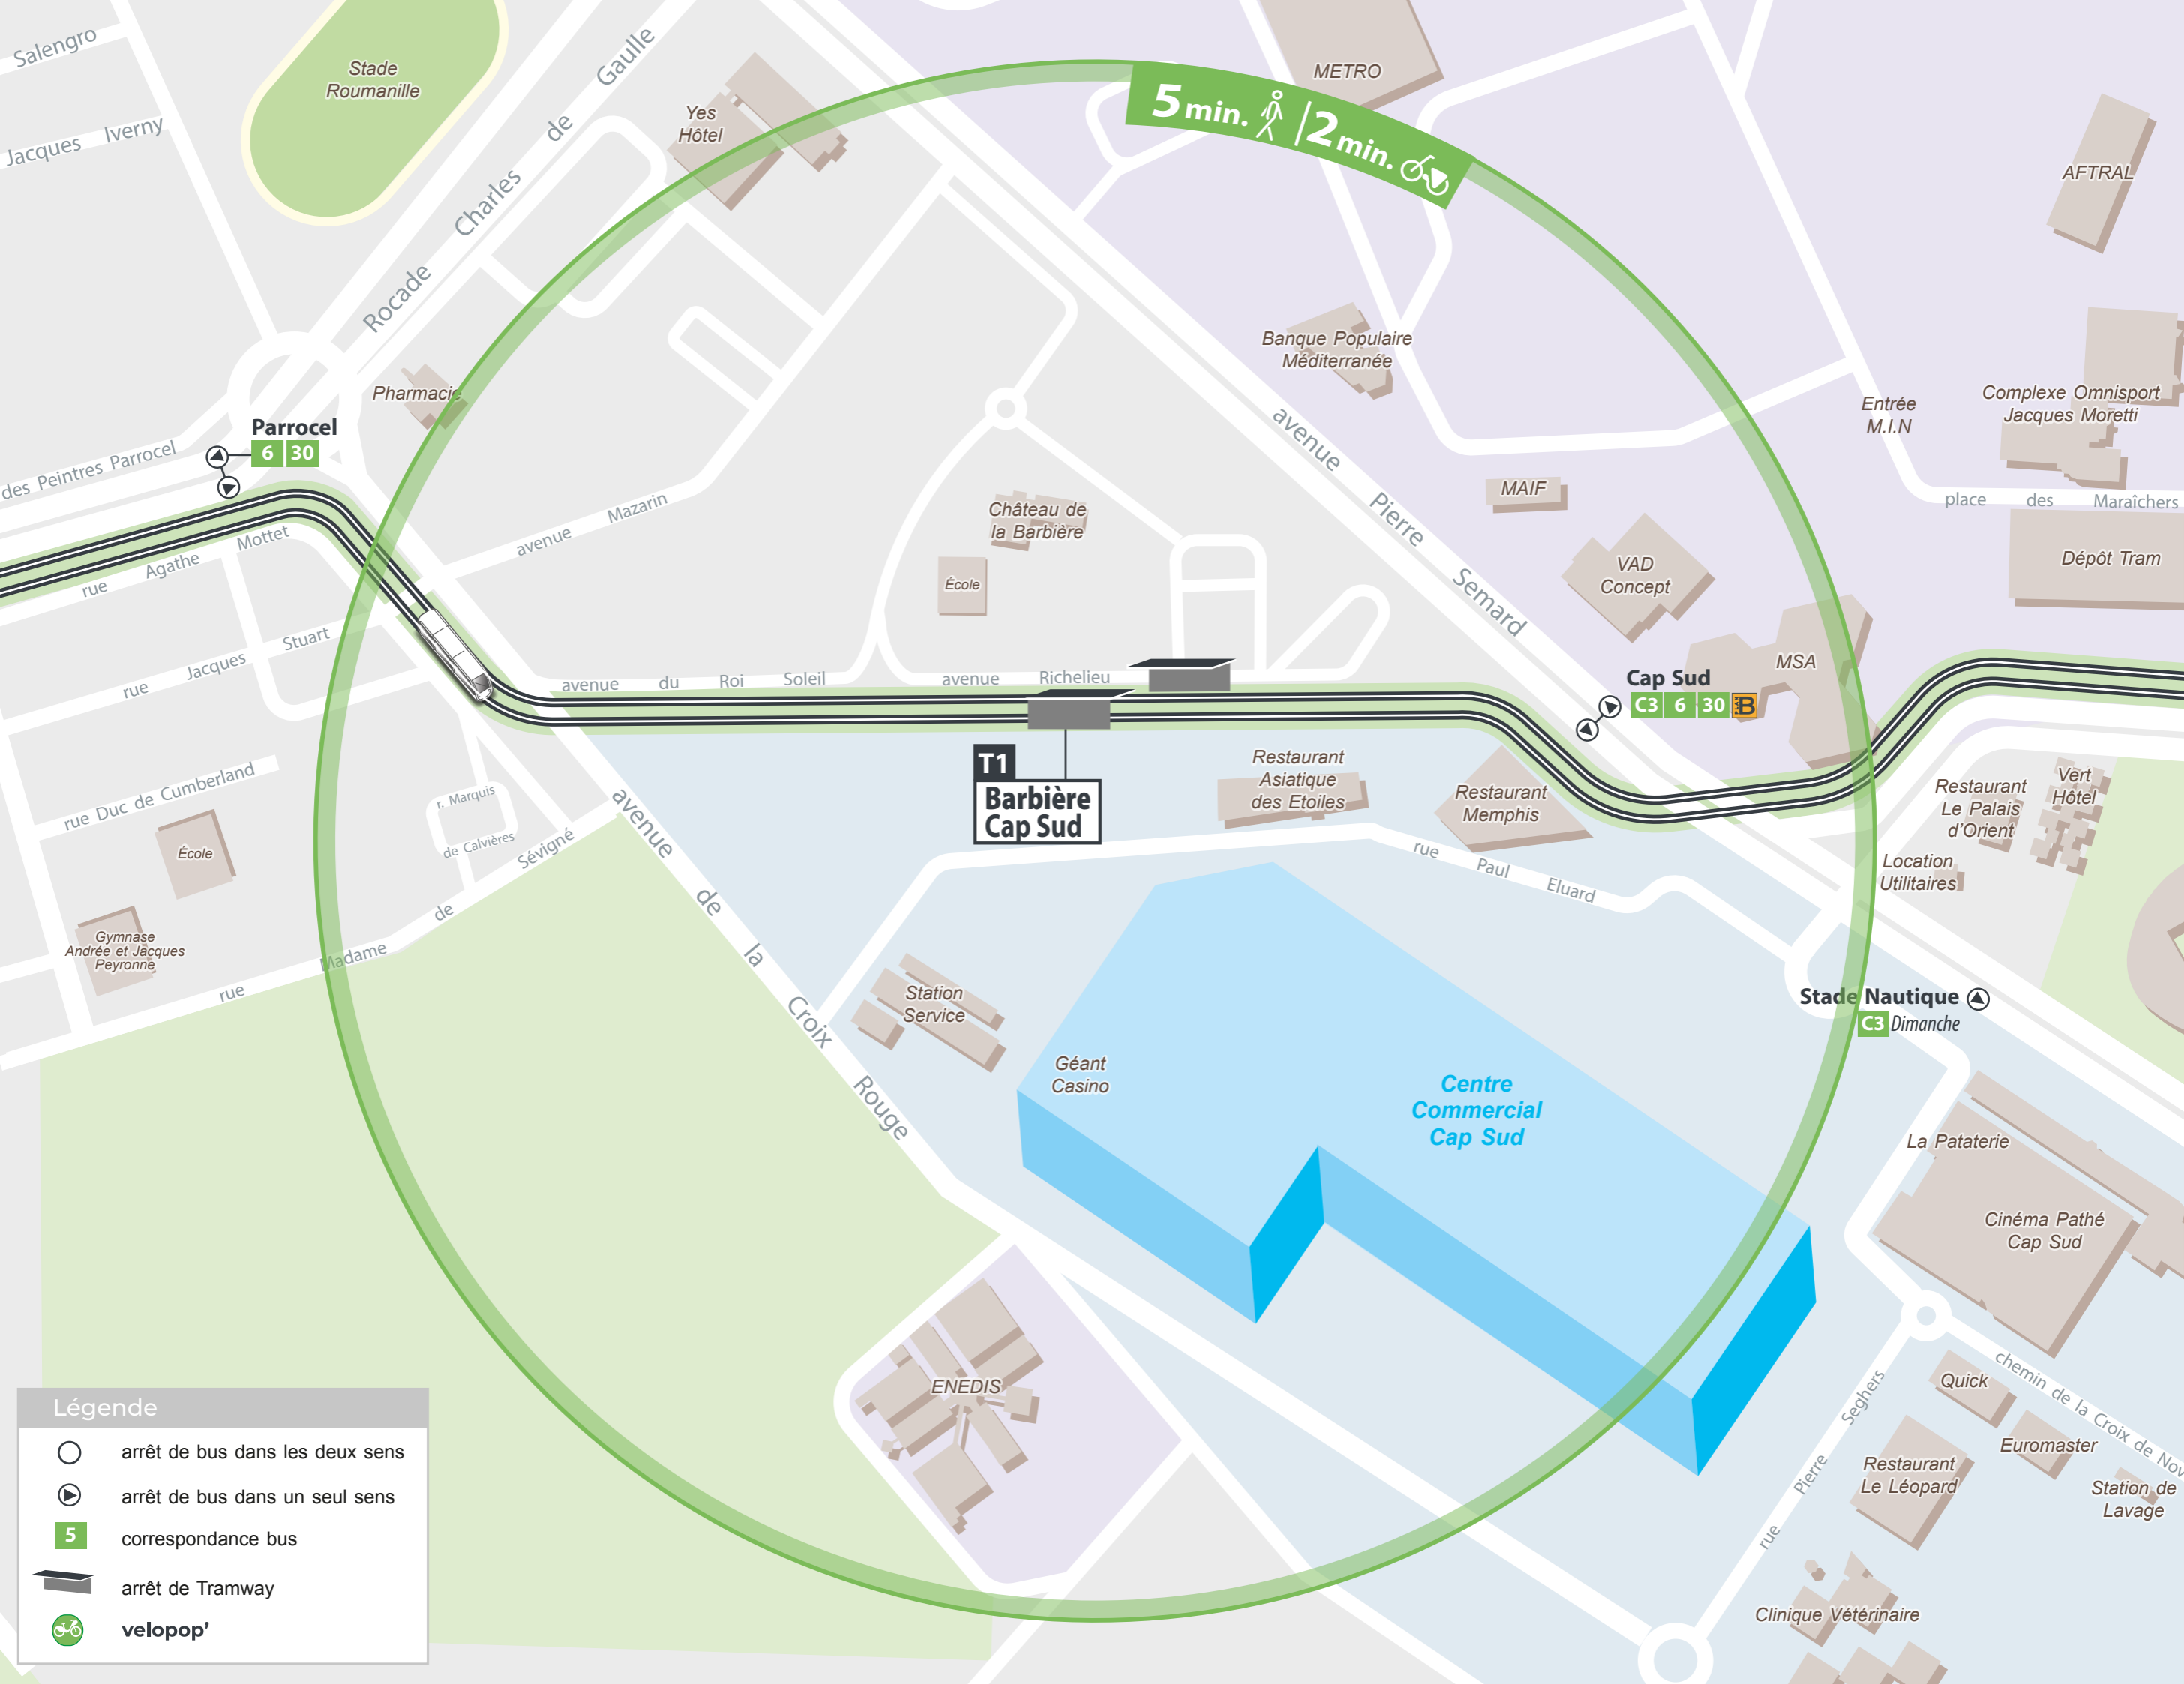 Salengro
Stade
Roumanille
Jacques Iverny
Rocade Charles de Gaulle
Yes
Hôtel
5 min. / 2 min.
METRO
AFTRAL
Pharmacie
Parrocel
6 30
des Peintres Parrocel
rue Agathe Mottet
avenue Mazarin
Banque Populaire
Méditerranée
avenue Pierre Semard
Entrée
M.I.N
Complexe Omnisport
Jacques Moretti
place des Maraîchers
Dépôt Tram
MAIF
VAD
Concept
MSA
Château de
la Barbière
École
rue Jacques Stuart
avenue du Roi Soleil
avenue Richelieu
Cap Sud
C3 6 30 B
T1
Barbière
Cap Sud
Restaurant
Asiatique
des Etoiles
Restaurant
Memphis
Restaurant
Le Palais
d'Orient
Vert
Hôtel
Location
Utilitaires
rue Duc de Cumberland
r. Marquis
de Calvières
École
Gymnase
Andrée et Jacques
Peyronne
rue Madame de Sévigné
avenue de la Croix Rouge
rue Paul Eluard
Station
Service
Géant
Casino
Centre
Commercial
Cap Sud
Stade Nautique
C3 Dimanche
La Pataterie
Cinéma Pathé
Cap Sud
ENEDIS
rue Pierre Seghers
chemin de la Croix de Nov
Quick
Euromaster
Restaurant
Le Léopard
Station de
Lavage
Clinique Vétérinaire
Légende
arrêt de bus dans les deux sens
arrêt de bus dans un seul sens
5 correspondance bus
arrêt de Tramway
velopop'